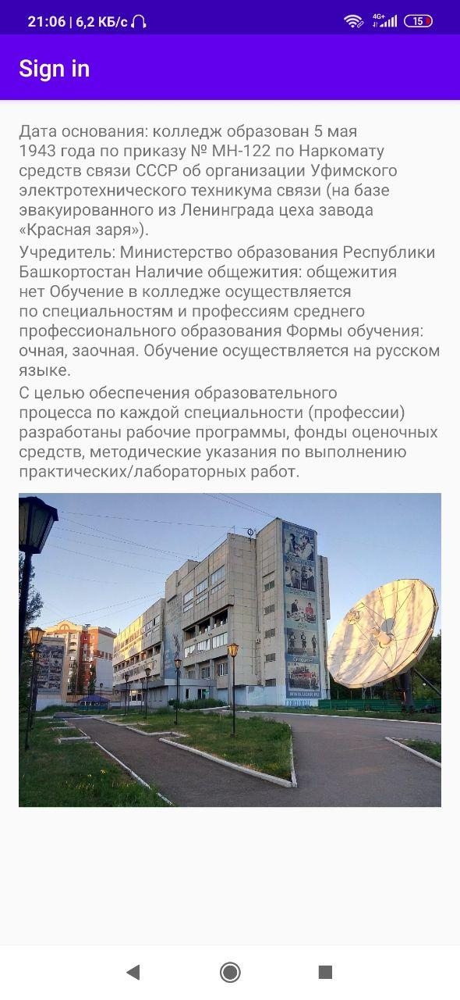 21:06 | 6,2 КБ/с
4G+
15
Sign in
Дата основания: колледж образован 5 мая
1943 года по приказу № МН-122 по Наркомату
средств связи СССР об организации Уфимского
электротехнического техникума связи (на базе
эвакуированного из Ленинграда цеха завода
«Красная заря»).
Учредитель: Министерство образования Республики
Башкортостан Наличие общежития: общежития
нет Обучение в колледже осуществляется
по специальностям и профессиям среднего
профессионального образования Формы обучения:
очная, заочная. Обучение осуществляется на русском
языке.
С целью обеспечения образовательного
процесса по каждой специальности (профессии)
разработаны рабочие программы, фонды оценочных
средств, методические указания по выполнению
практических/лабораторных работ.